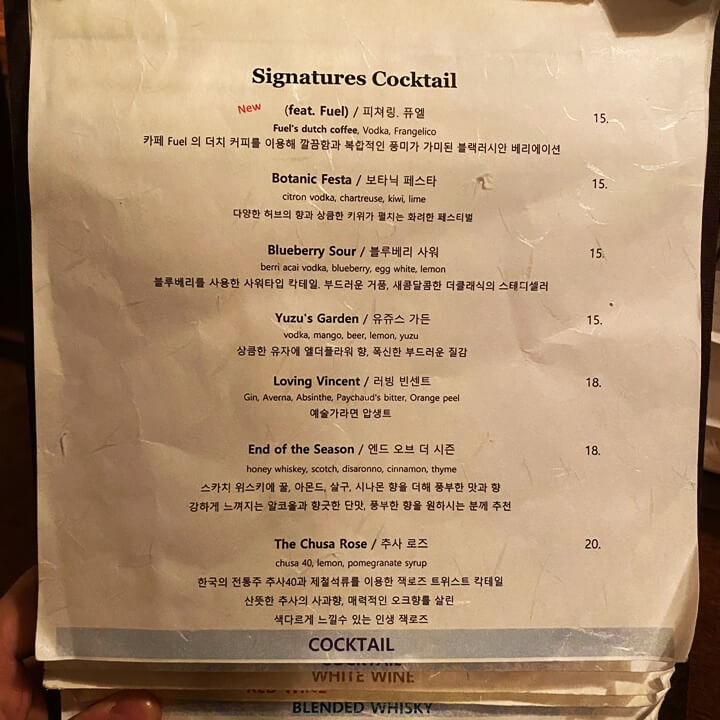 Signatures Cocktail
New (feat. Fuel) / 피쳐링. 퓨엘 15.
Fuel's dutch coffee, Vodka, Frangelico
카페 Fuel 의 더치 커피를 이용해 깔끔함과 복합적인 풍미가 가미된 블랙러시안 베리에이션
Botanic Festa / 보타닉 페스타 15.
citron vodka, chartreuse, kiwi, lime
다양한 허브의 향과 상큼한 키위가 펼치는 화려한 페스티벌
Blueberry Sour / 블루베리 사워 15.
berri acai vodka, blueberry, egg white, lemon
블루베리를 사용한 사워타입 칵테일. 부드러운 거품, 새콤달콤한 더클래식의 스테디셀러
Yuzu's Garden / 유쥬스 가든 15.
vodka, mango, beer, lemon, yuzu
상큼한 유자에 엘더플라워 향, 폭신한 부드러운 질감
Loving Vincent / 러빙 빈센트 18.
Gin, Averna, Absinthe, Paychaud's bitter, Orange peel
예술가라면 압생트
End of the Season / 엔드 오브 더 시즌 18.
honey whiskey, scotch, disaronno, cinnamon, thyme
스카치 위스키에 꿀, 아몬드, 살구, 시나몬 향을 더해 풍부한 맛과 향
강하게 느껴지는 알코올과 향긋한 단맛, 풍부한 향을 원하시는 분께 추천
The Chusa Rose / 추사 로즈 20.
chusa 40, lemon, pomegranate syrup
한국의 전통주 추사40과 제철석류를 이용한 잭로즈 트위스트 칵테일
산뜻한 추사의 사과향, 매력적인 오크향를 살린
색다르게 느낄수 있는 인생 잭로즈
COCKTAIL
COCKTAIL
WHITE WINE
RED WINE
BLENDED WHISKY